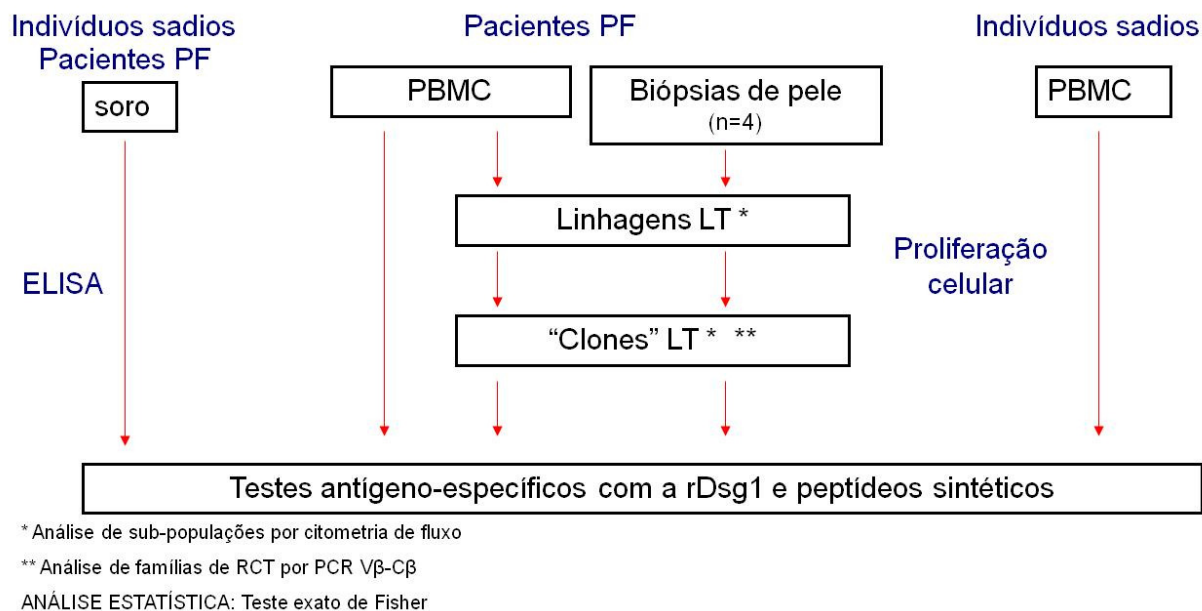 Indivíduos sadios
Pacientes PF
soro
Pacientes PF
PBMC
Biópsias de pele
(n=4)
Indivíduos sadios
PBMC
Linhagens LT *
ELISA
Proliferação
celular
“Clones” LT * **
Testes antígeno-específicos com a rDsg1 e peptídeos sintéticos
* Análise de sub-populações por citometria de fluxo
** Análise de famílias de RCT por PCR Vβ-Cβ
ANÁLISE ESTATÍSTICA: Teste exato de Fisher